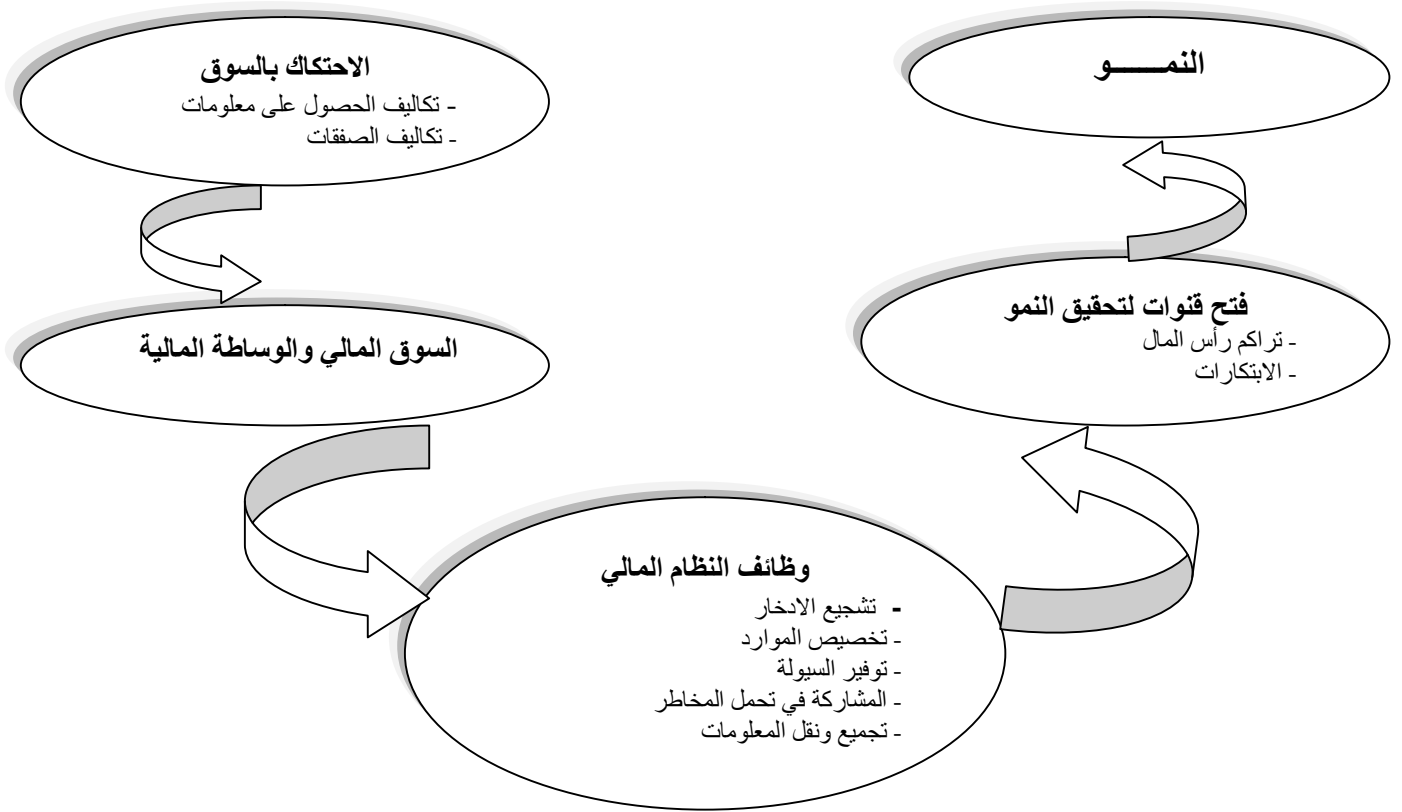 الاحتكاك بالسوق
- تكاليف الحصول على معلومات
- تكاليف الصفقات
السوق المالي والوساطة المالية
وظائف النظام المالي
- تشجيع الادخار
- تخصيص الموارد
- توفير السيولة
- المشاركة في تحمل المخاطر
- تجميع ونقل المعلومات
فتح قنوات لتحقيق النمو
- تراكم رأس المال
- الابتكارات
النمـــــــو